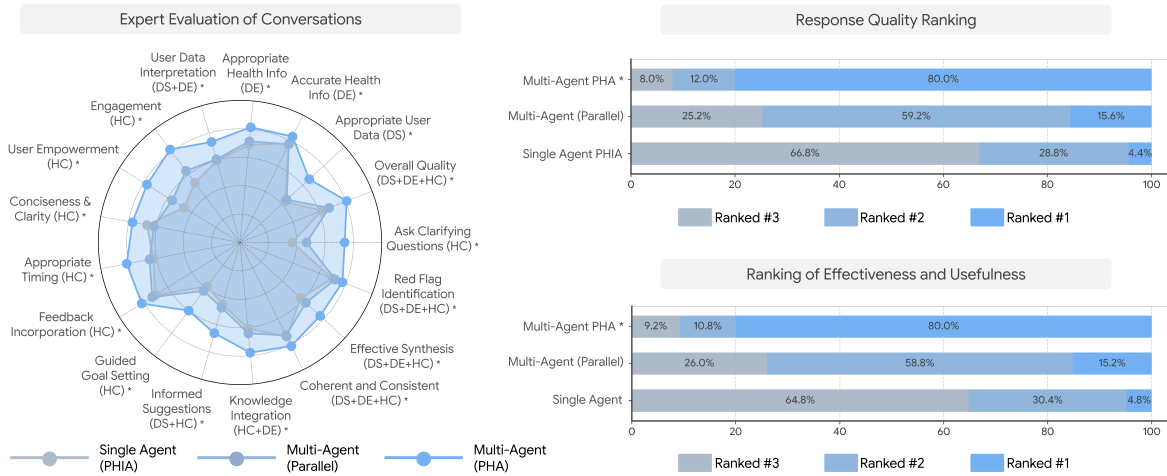 Expert Evaluation of Conversations
User Data
Interpretation
(DS+DE) *
Appropriate
Health Info
(DE) *
Accurate Health
Info (DE) *
Appropriate User
Data (DS) *
Overall Quality
(DS+DE+HC) *
Ask Clarifying
Questions (HC) *
Red Flag
Identification
(DS+DE+HC) *
Effective Synthesis
(DS+DE+HC) *
Coherent and Consistent
(DS+DE+HC) *
Knowledge
Integration
(HC+DE) *
Informed
Suggestions
(DS+HC) *
Guided
Goal Setting
(HC) *
Feedback
Incorporation (HC) *
Appropriate
Timing (HC) *
Conciseness &
Clarity (HC) *
User Empowerment
(HC) *
Engagement
(HC) *
Single Agent
(PHIA)
Multi-Agent
(Parallel)
Multi-Agent
(PHA)
Response Quality Ranking
Multi-Agent PHA * 8.0% 12.0% 80.0%
Multi-Agent (Parallel) 25.2% 59.2% 15.6%
Single Agent PHIA 66.8% 28.8% 4.4%
0 20 40 60 80 100
Ranked #3 Ranked #2 Ranked #1
Ranking of Effectiveness and Usefulness
Multi-Agent PHA * 9.2% 10.8% 80.0%
Multi-Agent (Parallel) 26.0% 58.8% 15.2%
Single Agent 64.8% 30.4% 4.8%
0 20 40 60 80 100
Ranked #3 Ranked #2 Ranked #1